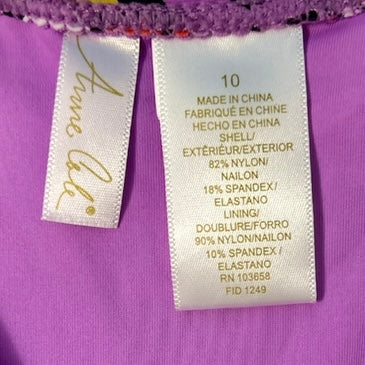 Anne Cole®
10
MADE IN CHINA
FABRIQUÉ EN CHINE
HECHO EN CHINA
SHELL/
EXTÉRIEUR/EXTERIOR
82% NYLON/
NAILON
18% SPANDEX/
ELASTANO
LINING/
DOUBLURE/FORRO
90% NYLON/NAILON
10% SPANDEX/
ELASTANO
RN 103658
FID 1249